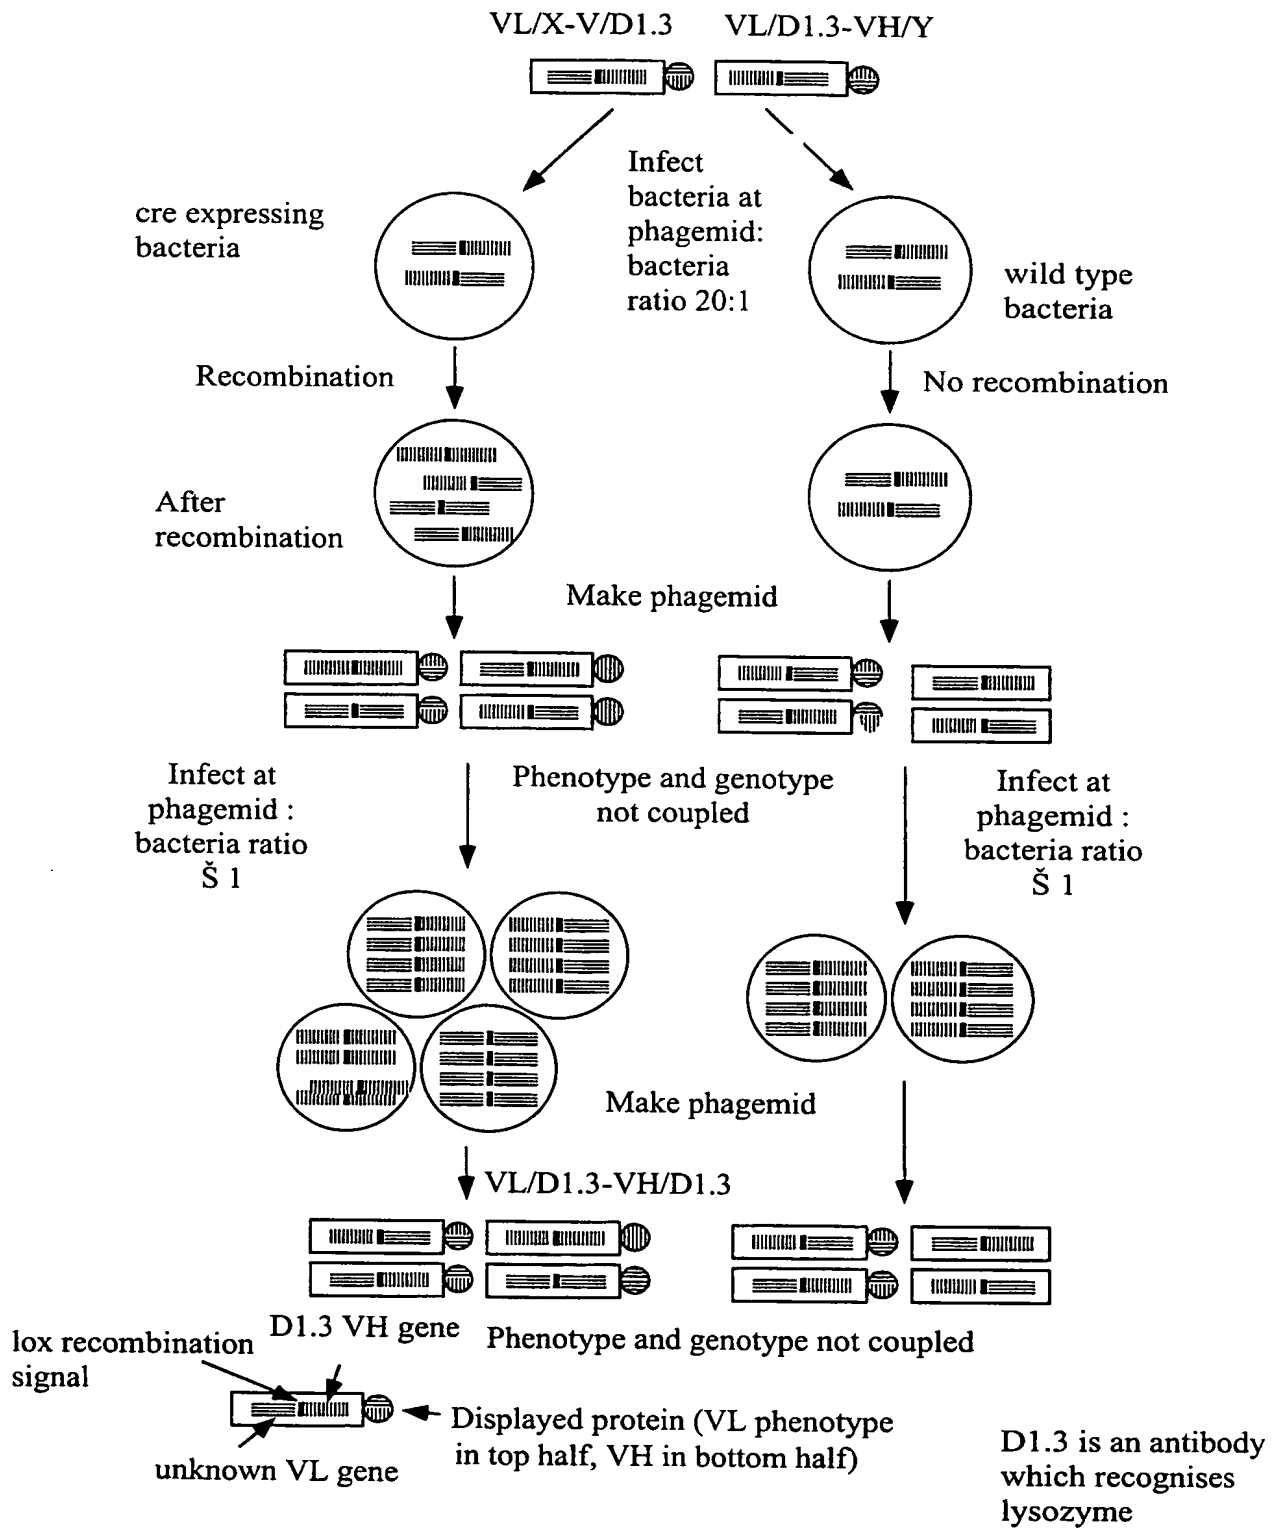 VL/X-V/D1.3
VL/D1.3-VH/Y
Infect
bacteria at
phagemid:
bacteria
ratio 20:1
cre expressing
bacteria
wild type
bacteria
Recombination
No recombination
After
recombination
Make phagemid
Infect at
phagemid :
bacteria ratio
Š 1
Phenotype and genotype
not coupled
Infect at
phagemid :
bacteria ratio
Š 1
Make phagemid
VL/D1.3-VH/D1.3
D1.3 VH gene
Phenotype and genotype not coupled
lox recombination
signal
Displayed protein (VL phenotype
in top half, VH in bottom half)
unknown VL gene
D1.3 is an antibody
which recognises
lysozyme